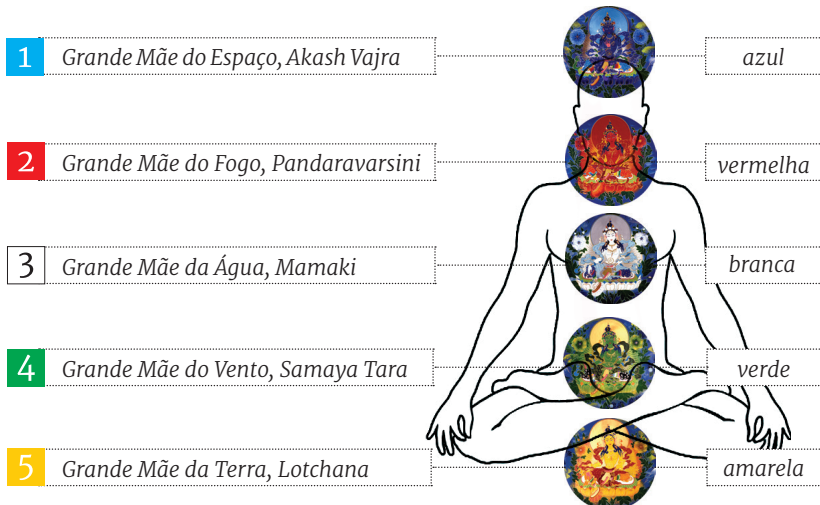 1 Grande Mãe do Espaço, Akash Vajra azul
2 Grande Mãe do Fogo, Pandaravarsini vermelha
3 Grande Mãe da Água, Mamaki branca
4 Grande Mãe do Vento, Samaya Tara verde
5 Grande Mãe da Terra, Lotchana amarela